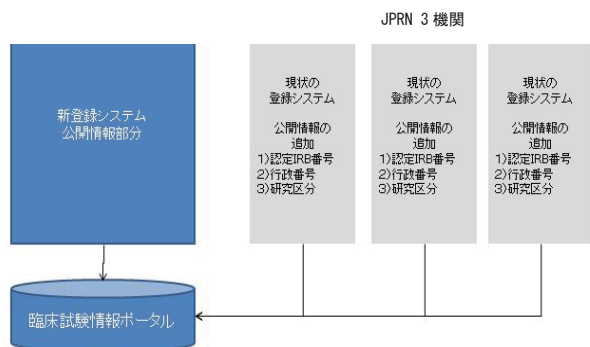 JPRN 3 機関
新登録システム
公開情報部分
現状の
登録システム
公開情報の
追加
1)認定IRB番号
2)行政番号
3)研究区分
現状の
登録システム
公開情報の
追加
1)認定IRB番号
2)行政番号
3)研究区分
現状の
登録システム
公開情報の
追加
1)認定IRB番号
2)行政番号
3)研究区分
臨床試験情報ポータル